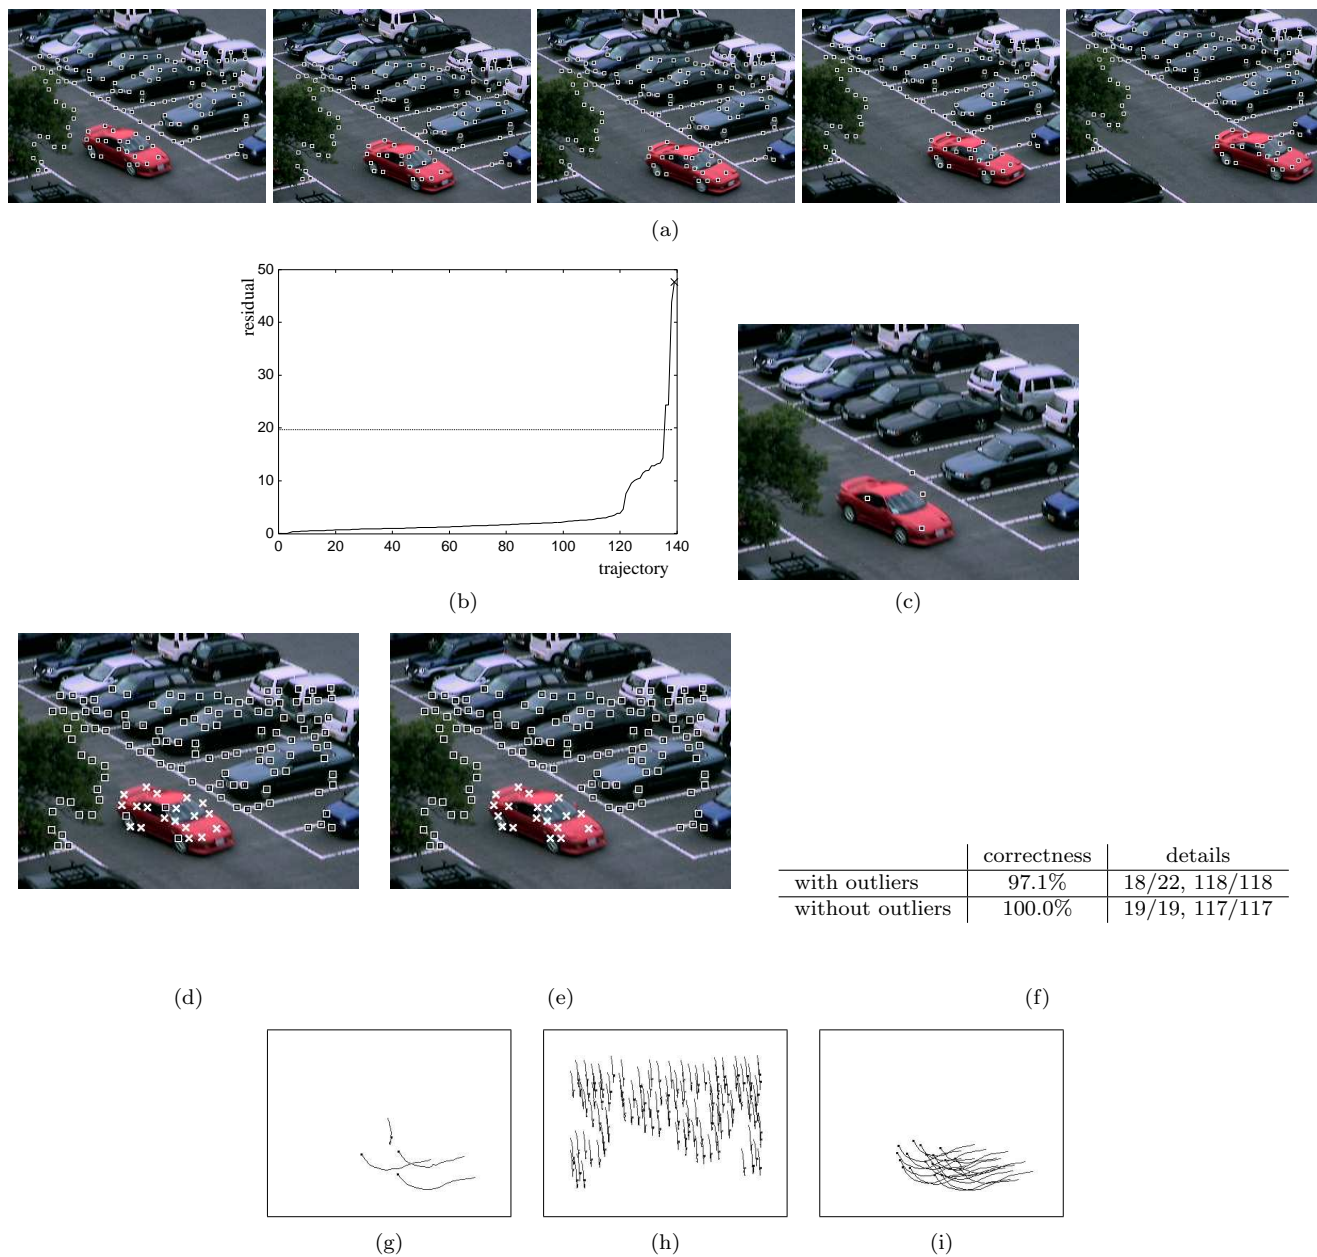 (a)
50
40
30
20
10
0
residual
0 20 40 60 80 100 120 140
trajectory
(b)
(c)
correctness details
with outliers 97.1% 18/22, 118/118
without outliers 100.0% 19/19, 117/117
(d)
(e)
(f)
(g)
(h)
(i)